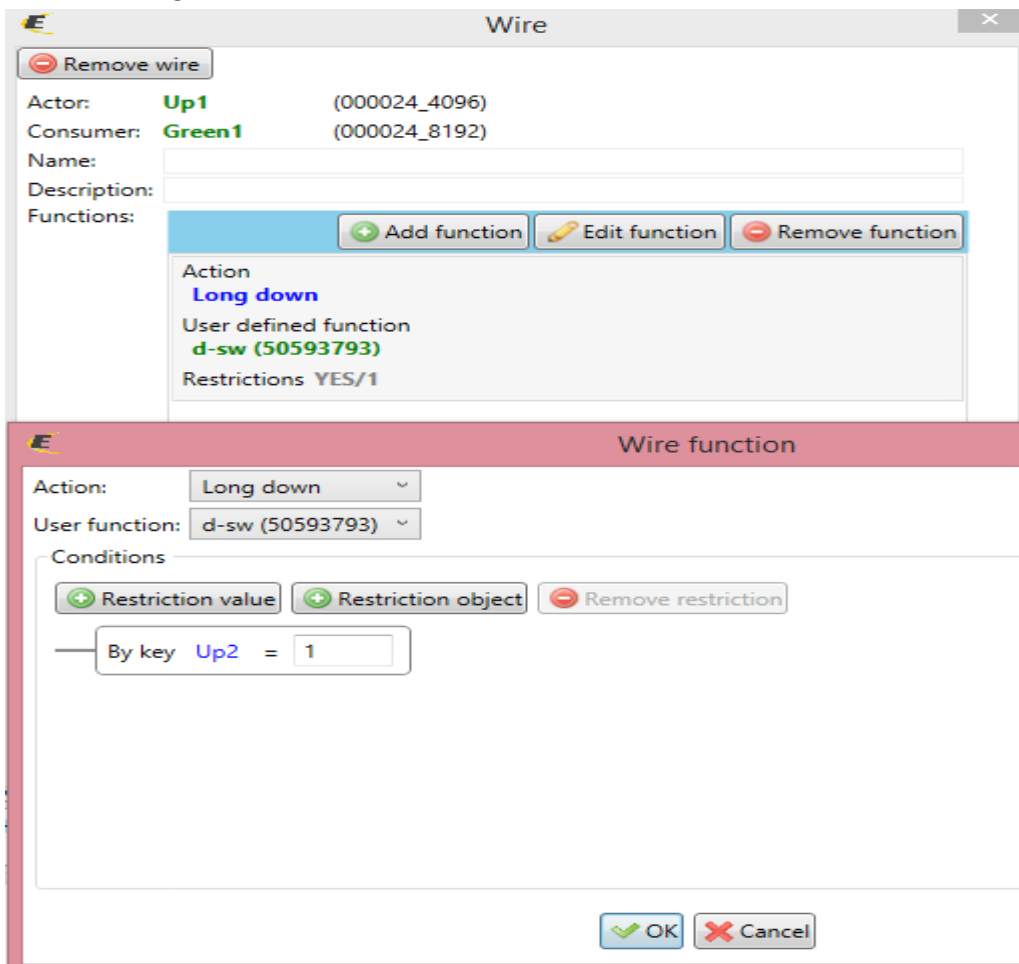 Wire
Remove wire
Actor: Up1 (000024_4096)
Consumer: Green1 (000024_8192)
Name:
Description:
Functions:
Add function Edit function Remove function
Action
Long down
User defined function
d-sw (50593793)
Restrictions YES/1
Wire function
Action: Long down
User function: d-sw (50593793)
Conditions
Restriction value Restriction object Remove restriction
By key Up2 = 1
OK Cancel